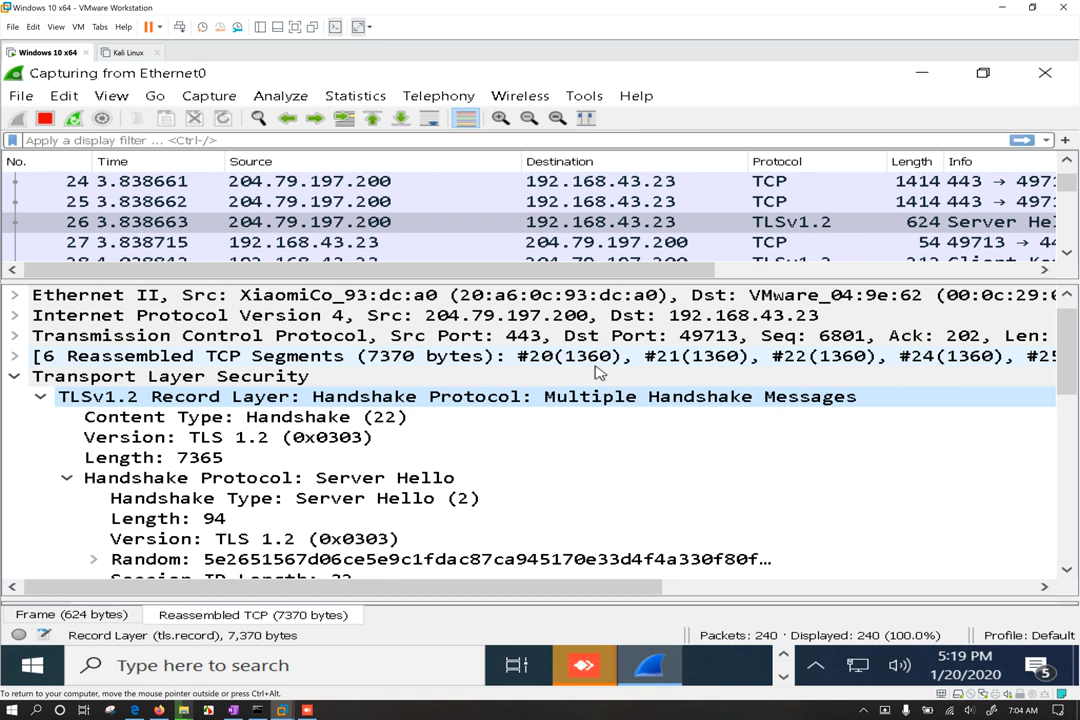 Windows 10 x64 - VMware Workstation
File Edit View VM Tabs Help
Windows 10 x64 Kali Linux
Capturing from Ethernet0
File Edit View Go Capture Analyze Statistics Telephony Wireless Tools Help
Apply a display filter ... <Ctrl-/>
No. Time Source Destination Protocol Length Info
24 3.838661 204.79.197.200 192.168.43.23 TCP 1414 443 → 4971
25 3.838662 204.79.197.200 192.168.43.23 TCP 1414 443 → 4971
26 3.838663 204.79.197.200 192.168.43.23 TLSv1.2 624 Server He
27 3.838715 192.168.43.23 204.79.197.200 TCP 54 49713 → 44
Ethernet II, Src: XiaomiCo_93:dc:a0 (20:a6:0c:93:dc:a0), Dst: VMware_04:9e:62 (00:0c:29:0
Internet Protocol Version 4, Src: 204.79.197.200, Dst: 192.168.43.23
Transmission Control Protocol, Src Port: 443, Dst Port: 49713, Seq: 6801, Ack: 202, Len:
[6 Reassembled TCP Segments (7370 bytes): #20(1360), #21(1360), #22(1360), #24(1360), #25
Transport Layer Security
TLSv1.2 Record Layer: Handshake Protocol: Multiple Handshake Messages
Content Type: Handshake (22)
Version: TLS 1.2 (0x0303)
Length: 7365
Handshake Protocol: Server Hello
Handshake Type: Server Hello (2)
Length: 94
Version: TLS 1.2 (0x0303)
Random: 5e2651567d06ce5e9c1fdac87ca945170e33d4f4a330f80f…
Session ID Length: 32
Frame (624 bytes) Reassembled TCP (7370 bytes)
Record Layer (tls.record), 7,370 bytes Packets: 240 · Displayed: 240 (100.0%) Profile: Default
Type here to search
5:19 PM
1/20/2020
5
To return to your computer, move the mouse pointer outside or press Ctrl+Alt.
7:04 AM